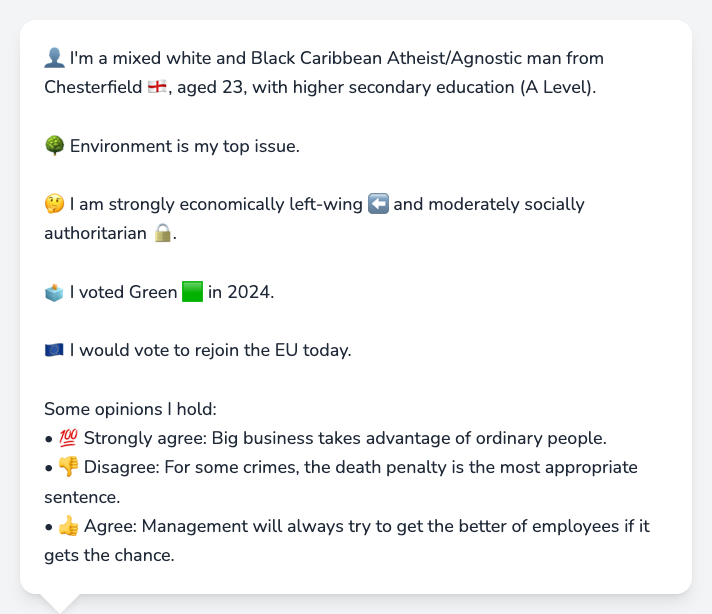 👤 I'm a mixed white and Black Caribbean Atheist/Agnostic man from
Chesterfield 🏴󠁧󠁢󠁥󠁮󠁧󠁿, aged 23, with higher secondary education (A Level).
🌳 Environment is my top issue.
🤔 I am strongly economically left-wing ⬅️ and moderately socially
authoritarian 🔒.
🗳️ I voted Green 🟩 in 2024.
🇪🇺 I would vote to rejoin the EU today.
Some opinions I hold:
• 💯 Strongly agree: Big business takes advantage of ordinary people.
• 👎 Disagree: For some crimes, the death penalty is the most appropriate
sentence.
• 👍 Agree: Management will always try to get the better of employees if it
gets the chance.